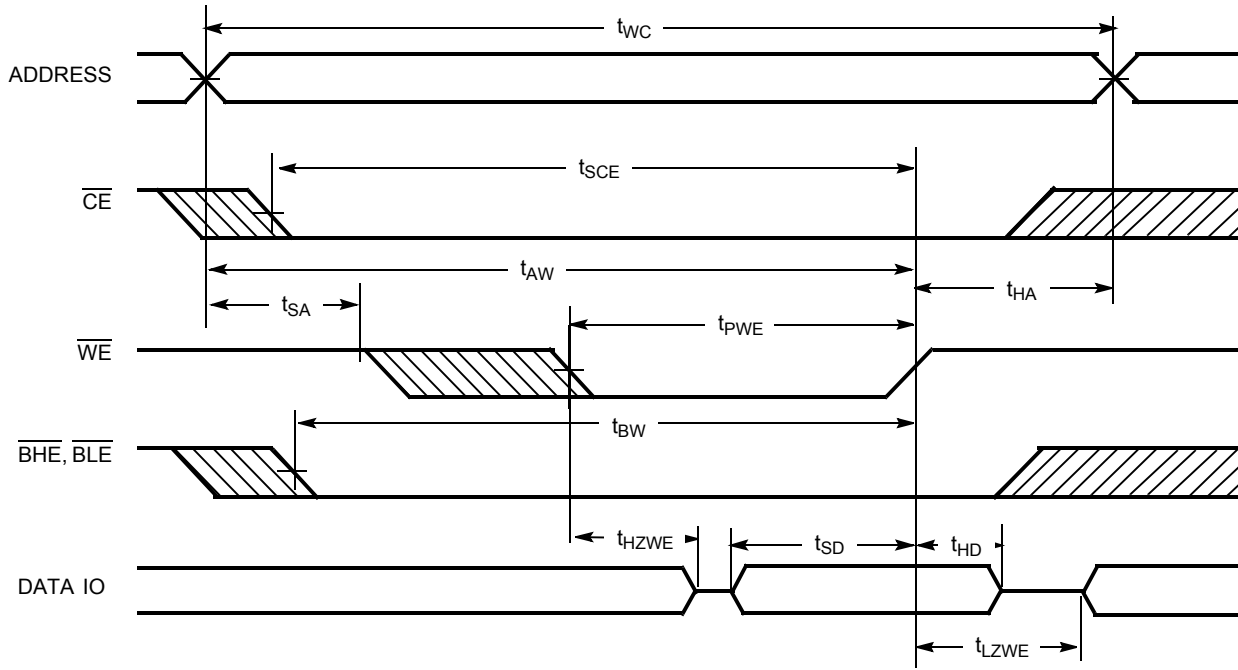 tWC
ADDRESS
tSCE
CE
tAW
tSA
tHA
tPWE
WE
tBW
BHE, BLE
tHZWE
tSD
tHD
DATA IO
tLZWE